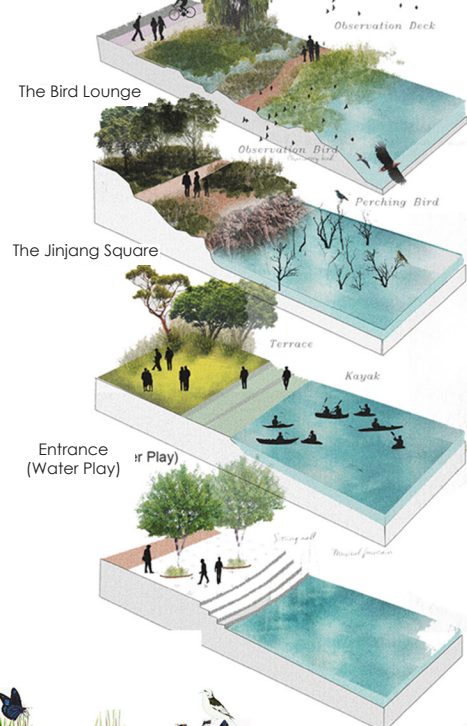 Observation Deck
The Bird Lounge
Observation Bird
Perching Bird
The Jinjang Square
Terrace
Kayak
Entrance
(Water Play)
er Play)